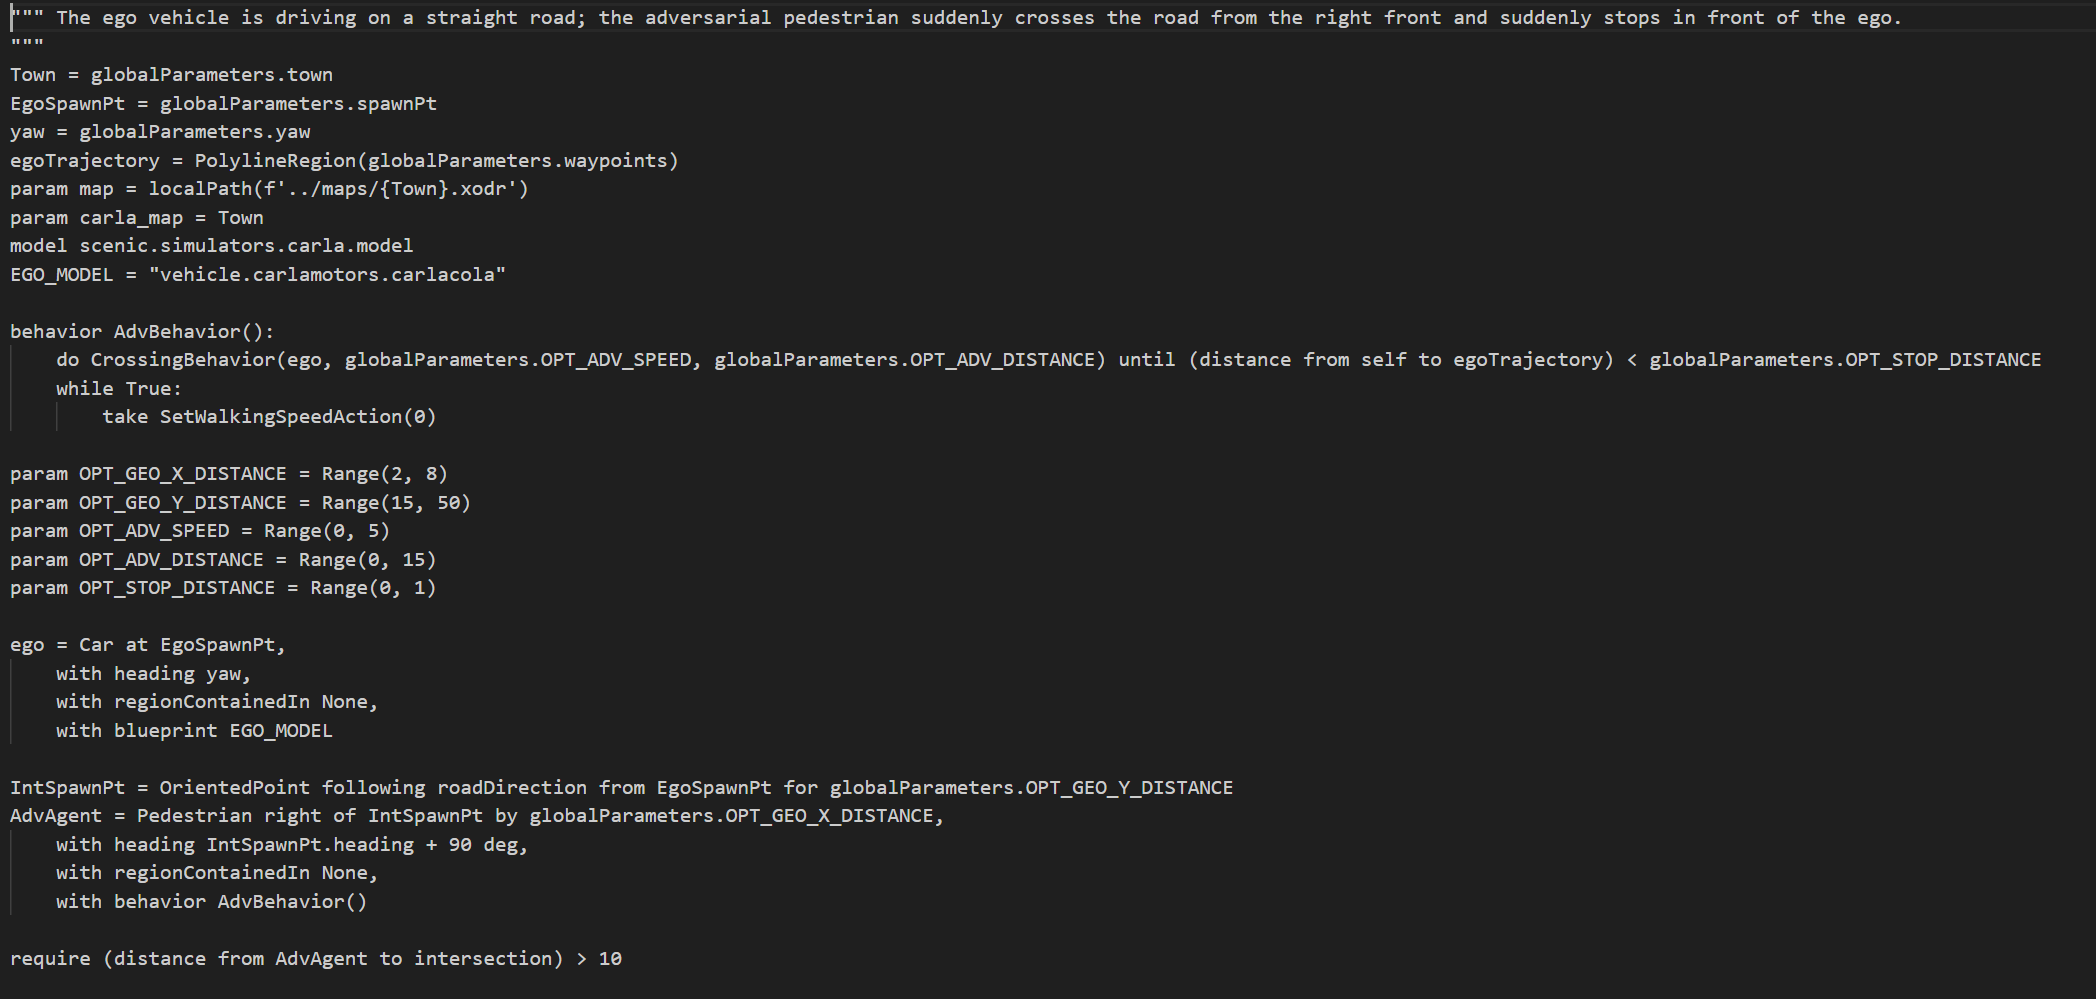 """ The ego vehicle is driving on a straight road; the adversarial pedestrian suddenly crosses the road from the right front and suddenly stops in front of the ego.
"""
Town = globalParameters.town
EgoSpawnPt = globalParameters.spawnPt
yaw = globalParameters.yaw
egoTrajectory = PolylineRegion(globalParameters.waypoints)
param map = localPath(f'../maps/{Town}.xodr')
param carla_map = Town
model scenic.simulators.carla.model
EGO_MODEL = "vehicle.carlamotors.carlacola"

behavior AdvBehavior():
    do CrossingBehavior(ego, globalParameters.OPT_ADV_SPEED, globalParameters.OPT_ADV_DISTANCE) until (distance from self to egoTrajectory) < globalParameters.OPT_STOP_DISTANCE
    while True:
        take SetWalkingSpeedAction(0)

param OPT_GEO_X_DISTANCE = Range(2, 8)
param OPT_GEO_Y_DISTANCE = Range(15, 50)
param OPT_ADV_SPEED = Range(0, 5)
param OPT_ADV_DISTANCE = Range(0, 15)
param OPT_STOP_DISTANCE = Range(0, 1)

ego = Car at EgoSpawnPt,
    with heading yaw,
    with regionContainedIn None,
    with blueprint EGO_MODEL

IntSpawnPt = OrientedPoint following roadDirection from EgoSpawnPt for globalParameters.OPT_GEO_Y_DISTANCE
AdvAgent = Pedestrian right of IntSpawnPt by globalParameters.OPT_GEO_X_DISTANCE,
    with heading IntSpawnPt.heading + 90 deg,
    with regionContainedIn None,
    with behavior AdvBehavior()

require (distance from AdvAgent to intersection) > 10